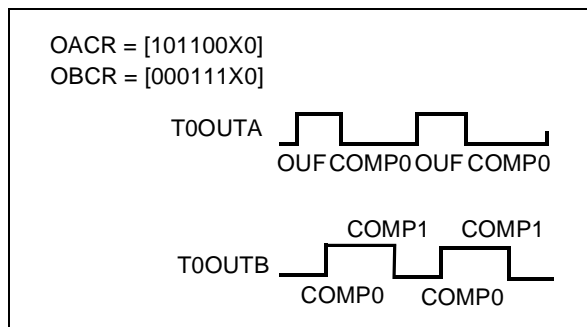 OACR = [101100X0]
OBCR = [000111X0]
T0OUTA
OUF COMP0 OUF COMP0
COMP1 COMP1
T0OUTB
COMP0 COMP0